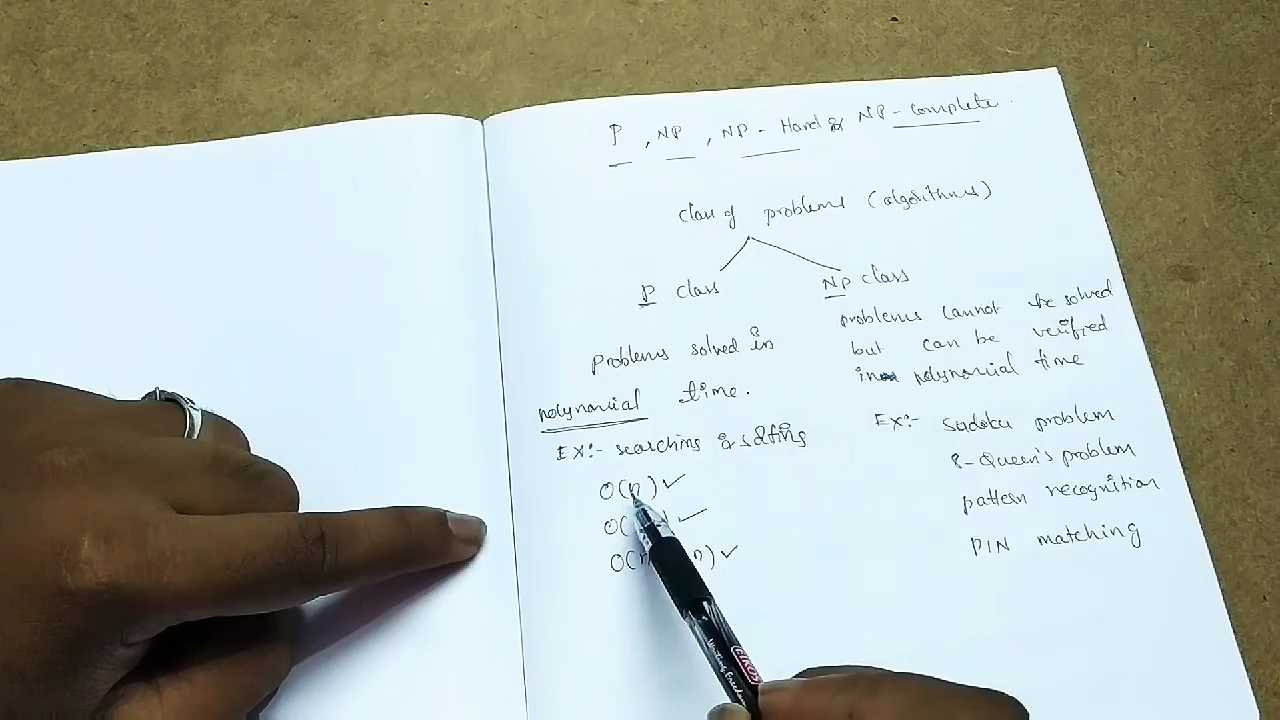 P, NP, NP-Hard & NP-Complete.
class of problems (algorithms)
P class
problems solved in
polynomial time.
Ex:- searching & sorting
O(n) ✓
O(
O(n
NP class
problems cannot be solved
but can be verified
in polynomial time
Ex:- Sudoku problem
8-Queen's problem
pattern recognition
PIN matching